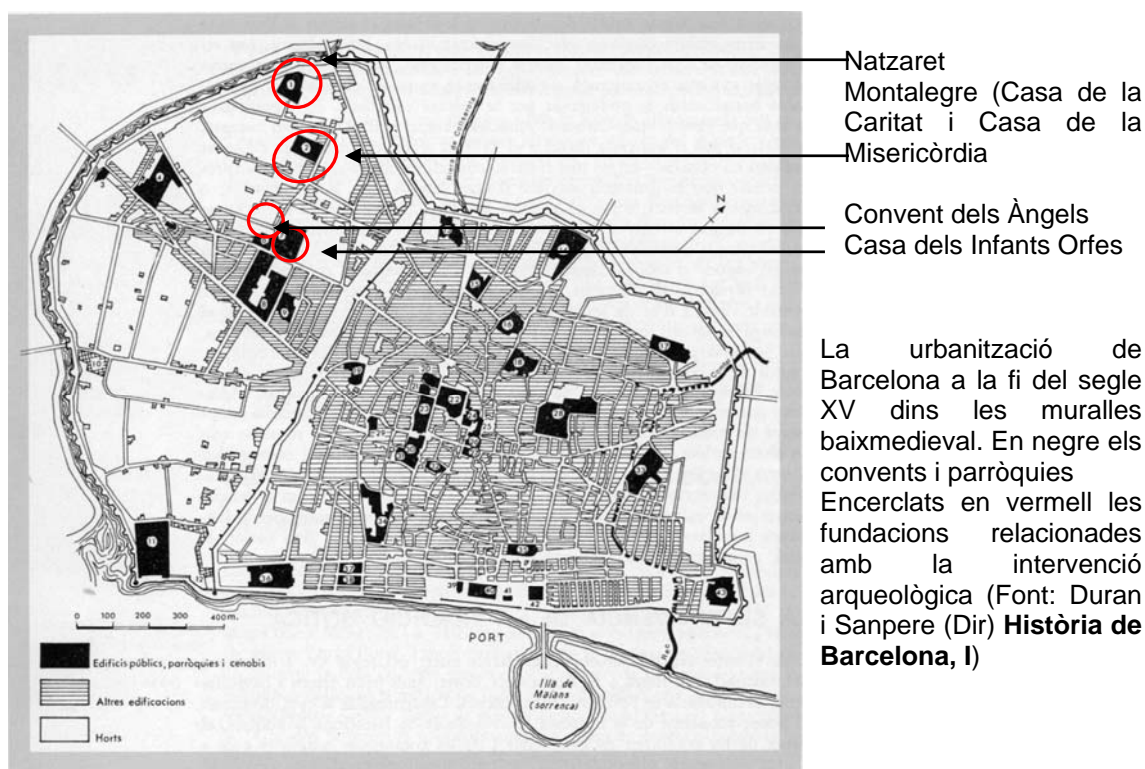 Natzaret
Montalegre (Casa de la
Caritat i Casa de la
Misericòrdia
Convent dels Àngels
Casa dels Infants Orfes
La urbanització de
Barcelona a la fi del segle
XV dins les muralles
baixmedieval. En negre els
convents i parròquies
Encerclats en vermell les
fundacions relacionades
amb la intervenció
arqueològica (Font: Duran
i Sanpere (Dir) Història de
Barcelona, I)
N
PORT
Illa de
Maians
(sorrenca)
Rec
0 100 200 300 400m.
Edificis públics, parròquies i cenobis
Altres edificacions
Horts